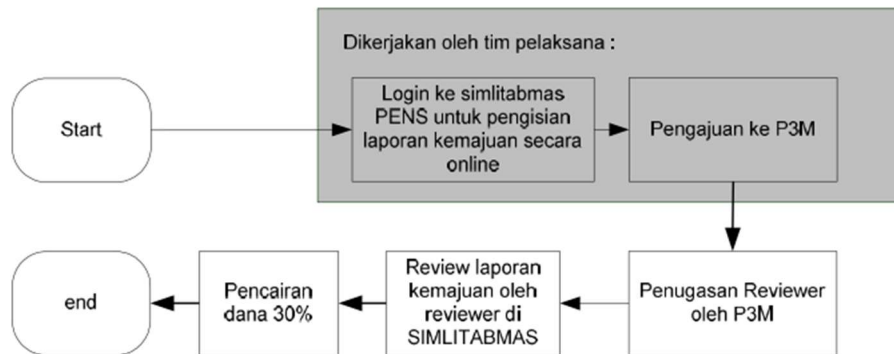 Dikerjakan oleh tim pelaksana :
Start
Login ke simlitabmas
PENS untuk pengisian
laporan kemajuan secara
online
Pengajuan ke P3M
Penugasan Reviewer
oleh P3M
Review laporan
kemajuan oleh
reviewer di
SIMLITABMAS
Pencairan
dana 30%
end